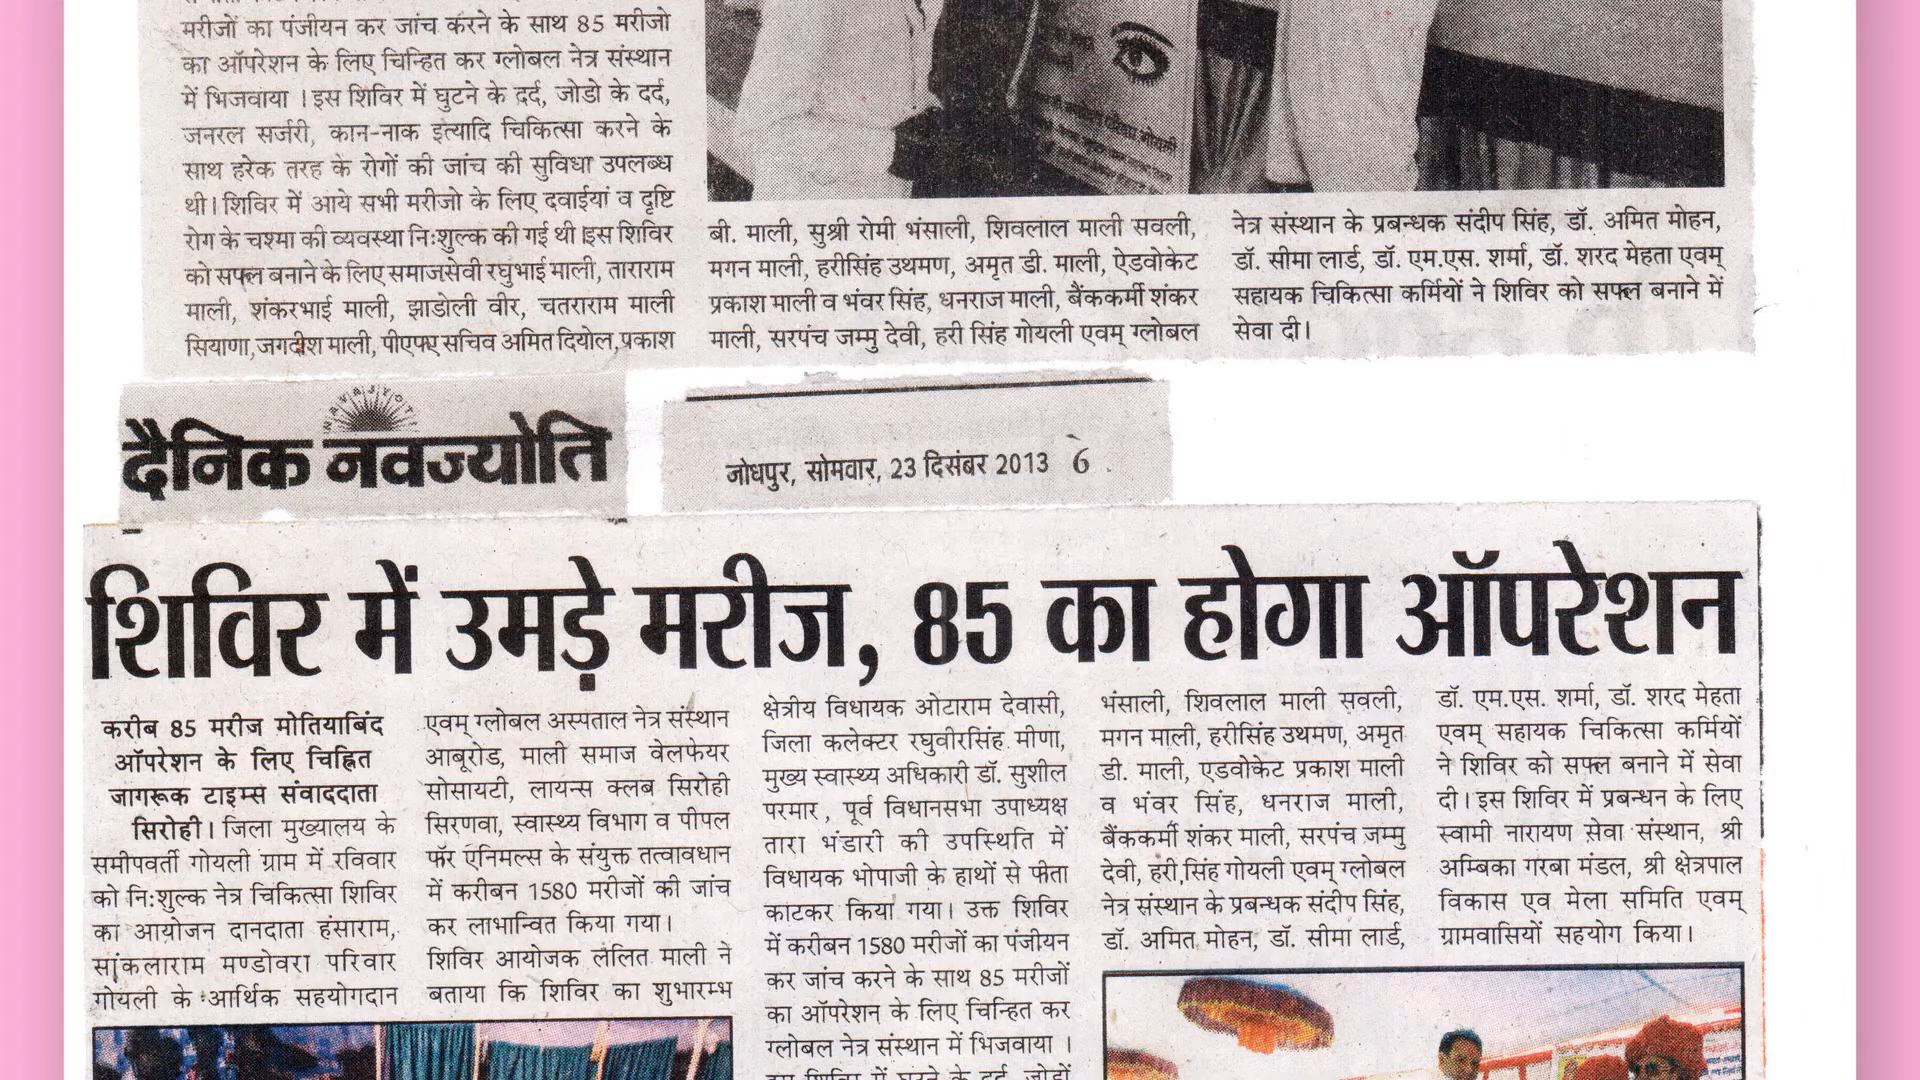 मरीजों का पंजीयन कर जांच करने के साथ 85 मरीजो
का ऑपरेशन के लिए चिन्हित कर ग्लोबल नेत्र संस्थान
में भिजवाया । इस शिविर में घुटने के दर्द, जोडो के दर्द,
जनरल सर्जरी, कान-नाक इत्यादि चिकित्सा करने के
साथ हरेक तरह के रोगों की जांच की सुविधा उपलब्ध
थी। शिविर में आये सभी मरीजो के लिए दवाईयां व दृष्टि
रोग के चश्मा की व्यवस्था निःशुल्क की गई थी।इस शिविर
को सफ्ल बनाने के लिए समाजसेवी रघुभाई माली, ताराराम
माली, शंकरभाई माली, झाडोली वीर, चतराराम माली
सियाणा,जगदीश माली, पीएफए सचिव अमित दियोल,प्रकाश
बी. माली, सुश्री रोमी भंसाली, शिवलाल माली सवली,
मगन माली, हरीसिंह उथमण, अमृत डी. माली, ऐडवोकेट
प्रकाश माली व भंवर सिंह, धनराज माली, बैंककर्मी शंकर
माली, सरपंच जम्मु देवी, हरी सिंह गोयली एवम् ग्लोबल
नेत्र संस्थान के प्रबन्धक संदीप सिंह, डॉ. अमित मोहन,
डॉ. सीमा लार्ड, डॉ. एम.एस. शर्मा, डॉ. शरद मेहता एवम्
सहायक चिकित्सा कर्मियों ने शिविर को सफ्ल बनाने में
सेवा दी।
NAVAJYOTI
दैनिक नवज्योति
जोधपुर, सोमवार, 23 दिसंबर 2013 6
शिविर में उमड़े मरीज, 85 का होगा ऑपरेशन
करीब 85 मरीज मोतियाबिंद
ऑपरेशन के लिए चिह्नित
जागरूक टाइम्स संवाददाता
सिरोही। जिला मुख्यालय के
समीपवर्ती गोयली ग्राम में रविवार
को नि:शुल्क नेत्र चिकित्सा शिविर
का आयोजन दानदाता हंसाराम,
सांकलाराम मण्डोवरा परिवार
गोयली के आर्थिक सहयोगदान
एवम् ग्लोबल अस्पताल नेत्र संस्थान
आबूरोड, माली समाज वेलफेयर
सोसायटी, लायन्स क्लब सिरोही
सिरणवा, स्वास्थ्य विभाग व पीपल
फॅर एनिमल्स के संयुक्त तत्वावधान
में करीबन 1580 मरीजों की जांच
कर लाभान्वित किया गया।
शिविर आयोजक ललित माली ने
बताया कि शिविर का शुभारम्भ
क्षेत्रीय विधायक ओटाराम देवासी,
जिला कलेक्टर रघुवीरसिंह मीणा,
मुख्य स्वास्थ्य अधिकारी डॉ. सुशील
परमार, पूर्व विधानसभा उपाध्यक्ष
तारा भंडारी की उपस्थिति में
विधायक भोपाजी के हाथों से फीता
काटकर किया गया। उक्त शिविर
में करीबन 1580 मरीजों का पंजीयन
कर जांच करने के साथ 85 मरीजों
का ऑपरेशन के लिए चिन्हित कर
ग्लोबल नेत्र संस्थान में भिजवाया ।
इस शिविर में घुटने के दर्द, जोडों
भंसाली, शिवलाल माली सवली,
मगन माली, हरीसिंह उथमण, अमृत
डी. माली, एडवोकेट प्रकाश माली
व भंवर सिंह, धनराज माली,
बैंककर्मी शंकर माली, सरपंच जम्मु
देवी, हरी सिंह गोयली एवम् ग्लोबल
नेत्र संस्थान के प्रबन्धक संदीप सिंह,
डॉ. अमित मोहन, डॉ. सीमा लार्ड,
डॉ. एम.एस. शर्मा, डॉ. शरद मेहता
एवम् सहायक चिकित्सा कर्मियों
ने शिविर को सफ्ल बनाने में सेवा
दी। इस शिविर में प्रबन्धन के लिए
स्वामी नारायण सेवा संस्थान, श्री
अम्बिका गरबा मंडल, श्री क्षेत्रपाल
विकास एव मेला समिति एवम्
ग्रामवासियों सहयोग किया।